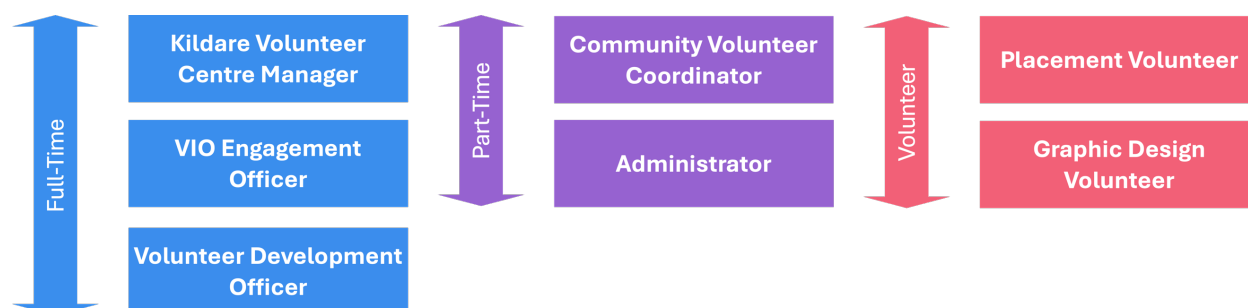 Full-Time
Kildare Volunteer
Centre Manager
VIO Engagement
Officer
Volunteer Development
Officer
Part-Time
Community Volunteer
Coordinator
Administrator
Volunteer
Placement Volunteer
Graphic Design
Volunteer